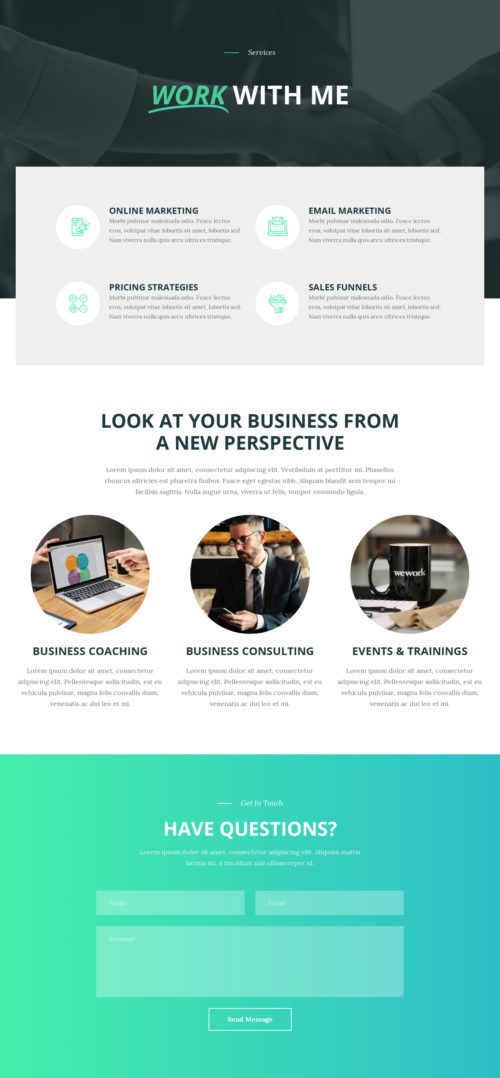 Services
WORK WITH ME
ONLINE MARKETING
Morbi pulvinar malesuada odio. Fusce lectus
eros, volutpat vitae lobortis sit amet, lobortis sed.
Nam viverra nulla quis arcu ultrices tristique.
EMAIL MARKETING
Morbi pulvinar malesuada odio. Fusce lectus
eros, volutpat vitae lobortis sit amet, lobortis sed.
Nam viverra nulla quis arcu ultrices tristique.
PRICING STRATEGIES
Morbi pulvinar malesuada odio. Fusce lectus
eros, volutpat vitae lobortis sit amet, lobortis sed.
Nam viverra nulla quis arcu ultrices tristique.
SALES FUNNELS
Morbi pulvinar malesuada odio. Fusce lectus
eros, volutpat vitae lobortis sit amet, lobortis sed.
Nam viverra nulla quis arcu ultrices tristique.
LOOK AT YOUR BUSINESS FROM
A NEW PERSPECTIVE
Lorem ipsum dolor sit amet, consectetur adipiscing elit. Vestibulum at porttitor mi. Phasellus
rhoncus ultricies est pharetra finibus. Fusce eget egestas nibh. Aliquam blandit sem tempor mi
facilisis sagittis. Nulla augue urna, viverra ut felis, tempor commodo ligula.
wework
BUSINESS COACHING
Lorem ipsum dolor sit amet, consectetur
adipiscing elit. Pellentesque sollicitudin, est eu
vehicula pulvinar, magna felis convallis diam,
venenatis ac dui leo et mi.
BUSINESS CONSULTING
Lorem ipsum dolor sit amet, consectetur
adipiscing elit. Pellentesque sollicitudin, est eu
vehicula pulvinar, magna felis convallis diam,
venenatis ac dui leo et mi.
EVENTS & TRAININGS
Lorem ipsum dolor sit amet, consectetur
adipiscing elit. Pellentesque sollicitudin, est eu
vehicula pulvinar, magna felis convallis diam,
venenatis ac dui leo et mi.
Get In Touch
HAVE QUESTIONS?
Lorem ipsum dolor sit amet, consectetur adipiscing elit. Aliquam mattis
lacinia mi, a tincidunt nisl ullamcorper id.
Name
Email
Message
Send Message